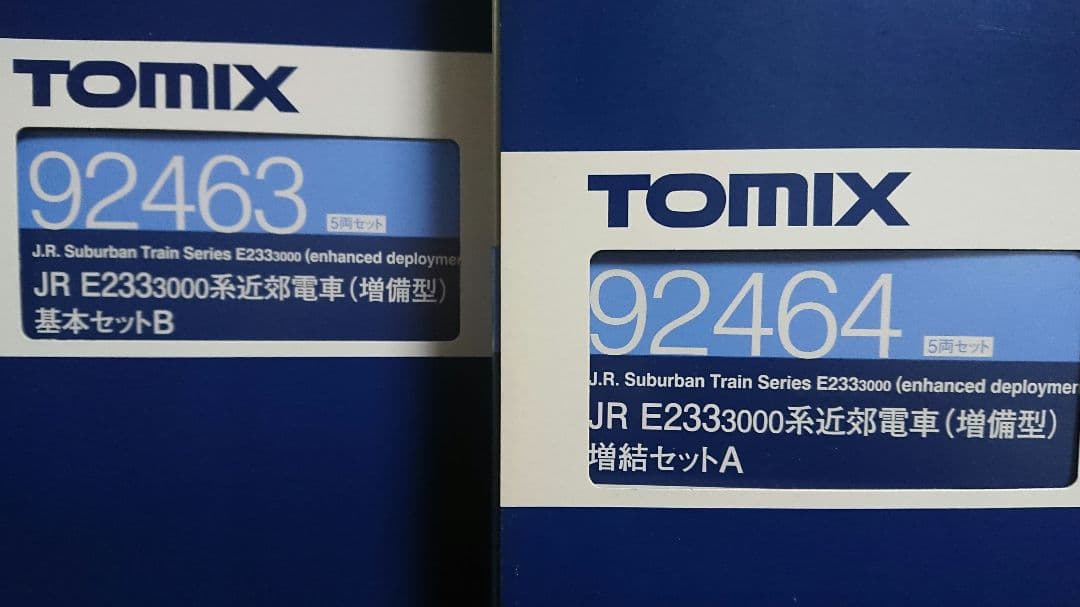 TOMIX
92463 5両セット
J.R. Suburban Train Series E2333000 (enhanced deployme
JR E2333000系近郊電車(増備型)
基本セットB
TOMIX
92464 5両セット
J.R. Suburban Train Series E2333000 (enhanced deploymer
JR E2333000系近郊電車(増備型)
増結セットA